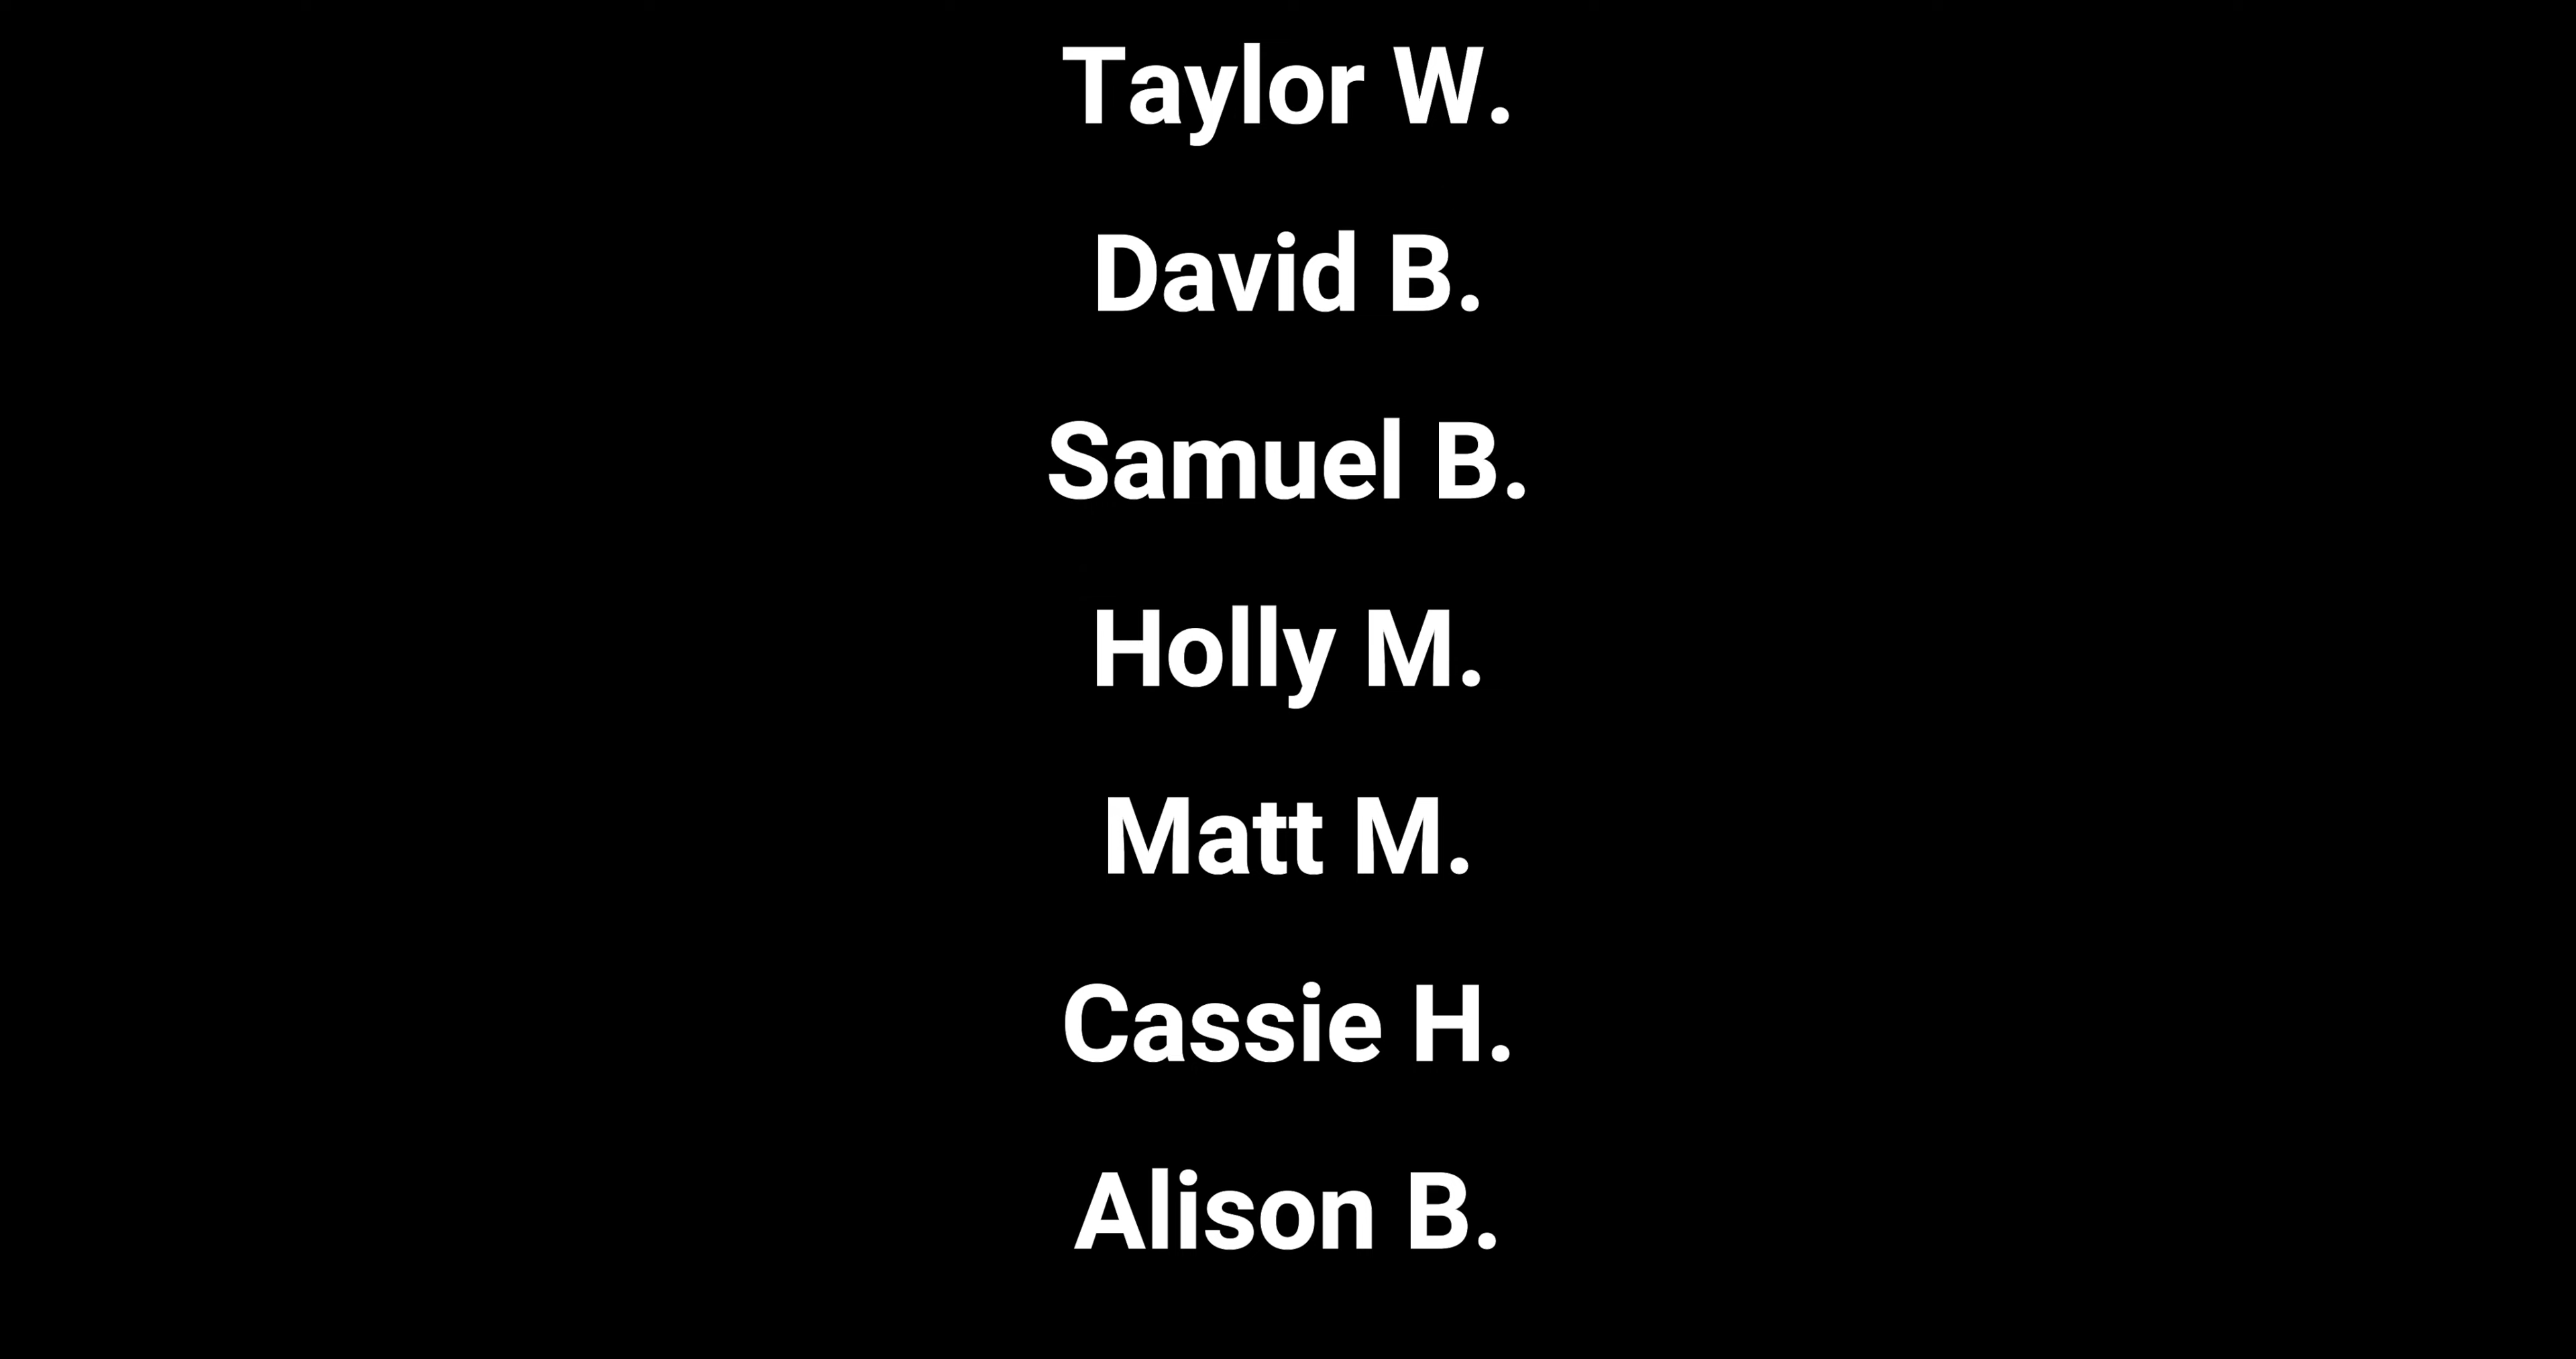 Taylor W.
David B.
Samuel B.
Holly M.
Matt M.
Cassie H.
Alison B.